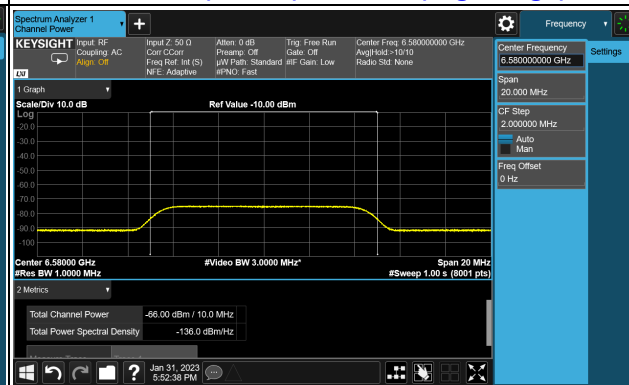 Spectrum Analyzer 1
Channel Power
+
Frequency
KEYSIGHT
Input: RF
Coupling: AC
Align: Off
Input Z: 50 Ω
Corr CCorr
Freq Ref: Int (S)
NFE: Adaptive
Atten: 0 dB
Preamp: Off
µW Path: Standard
#PNO: Fast
Trig: Free Run
Gate: Off
#IF Gain: Low
Center Freq: 6.580000000 GHz
Avg|Hold:>10/10
Radio Std: None
LXI
Center Frequency
6.580000000 GHz
Settings
Span
20.000 MHz
CF Step
2.000000 MHz
Auto
Man
Freq Offset
0 Hz
1 Graph
Scale/Div 10.0 dB
Ref Value -10.00 dBm
Log
-20.0
-30.0
-40.0
-50.0
-60.0
-70.0
-80.0
-90.0
-100
Center 6.58000 GHz
#Video BW 3.0000 MHz*
Span 20 MHz
#Res BW 1.0000 MHz
#Sweep 1.00 s (8001 pts)
2 Metrics
Total Channel Power -66.00 dBm / 10.0 MHz
Total Power Spectral Density -136.0 dBm/Hz
?
Jan 31, 2023
5:52:38 PM